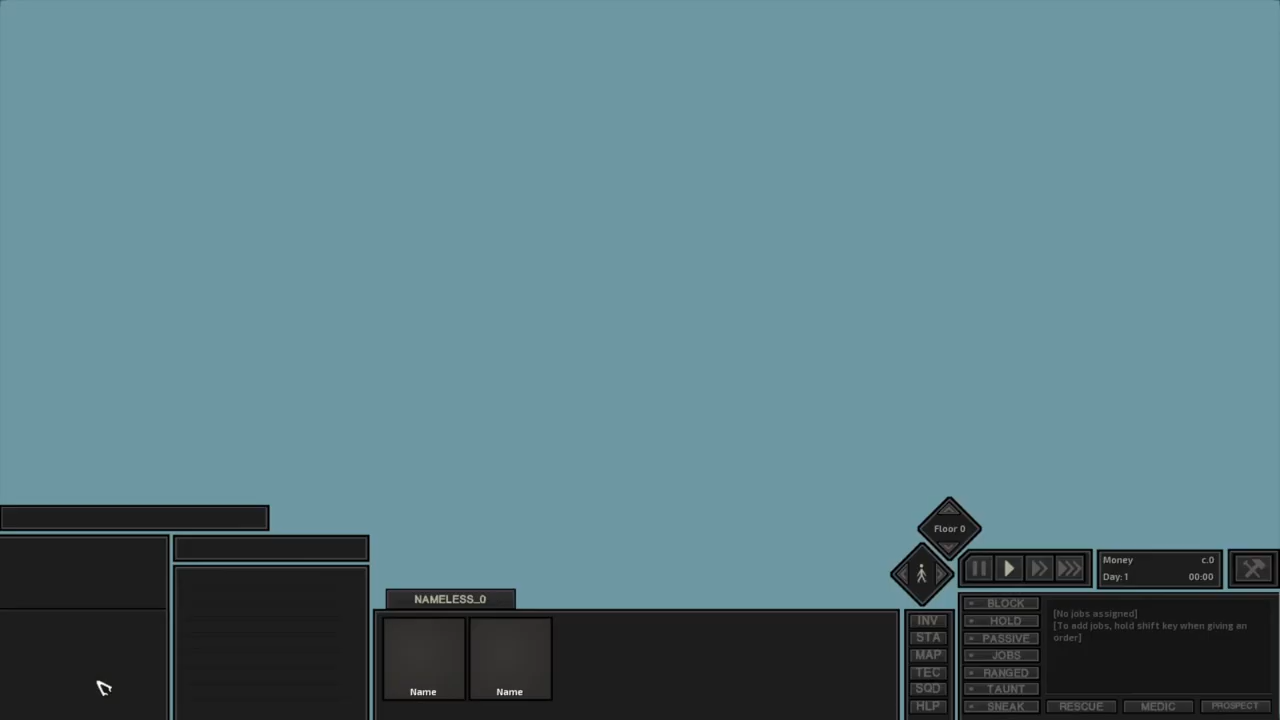 Floor 0
Money c.0
Day: 1 00:00
NAMELESS_0
Name Name
INV
STA
MAP
TEC
SQD
HLP
BLOCK
HOLD
PASSIVE
JOBS
RANGED
TAUNT
SNEAK
[No jobs assigned]
[To add jobs, hold shift key when giving an
order]
RESCUE MEDIC PROSPECT